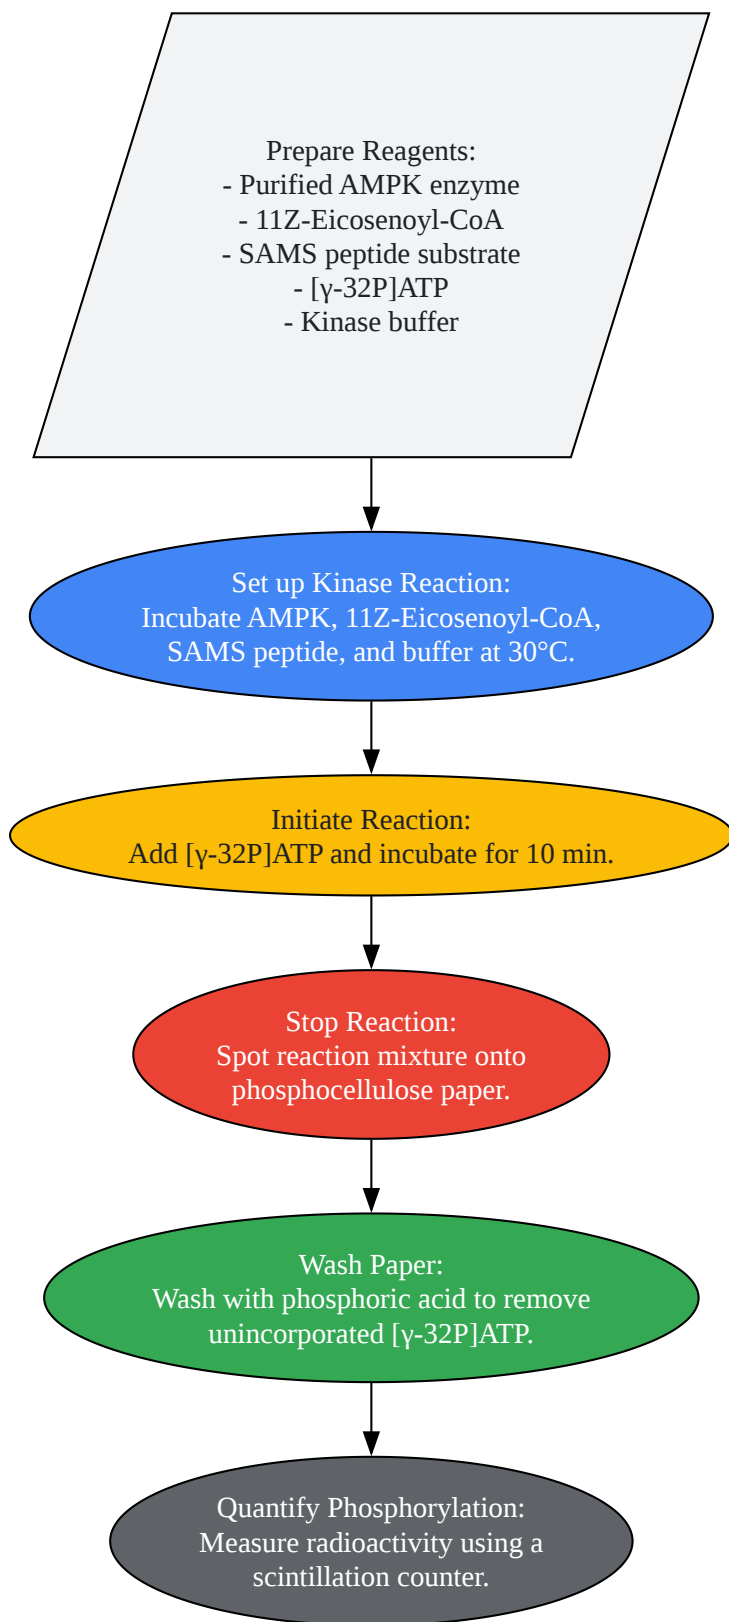 Prepare Reagents:
- Purified AMPK enzyme
- 11Z-Eicosenoyl-CoA
- SAMS peptide substrate
- [γ-32P]ATP
- Kinase buffer
Set up Kinase Reaction:
Incubate AMPK, 11Z-Eicosenoyl-CoA,
SAMS peptide, and buffer at 30°C.
Initiate Reaction:
Add [γ-32P]ATP and incubate for 10 min.
Stop Reaction:
Spot reaction mixture onto
phosphocellulose paper.
Wash Paper:
Wash with phosphoric acid to remove
unincorporated [γ-32P]ATP.
Quantify Phosphorylation:
Measure radioactivity using a
scintillation counter.